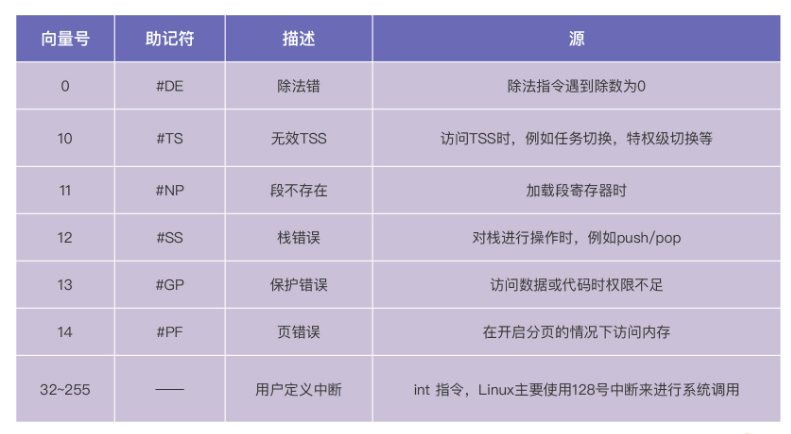 向量号 助记符 描述 源
0 #DE 除法错 除法指令遇到除数为0
10 #TS 无效TSS 访问TSS时，例如任务切换，特权级切换等
11 #NP 段不存在 加载段寄存器时
12 #SS 栈错误 对栈进行操作时，例如push/pop
13 #GP 保护错误 访问数据或代码时权限不足
14 #PF 页错误 在开启分页的情况下访问内存
32~255 —— 用户定义中断 int 指令，Linux主要使用128号中断来进行系统调用